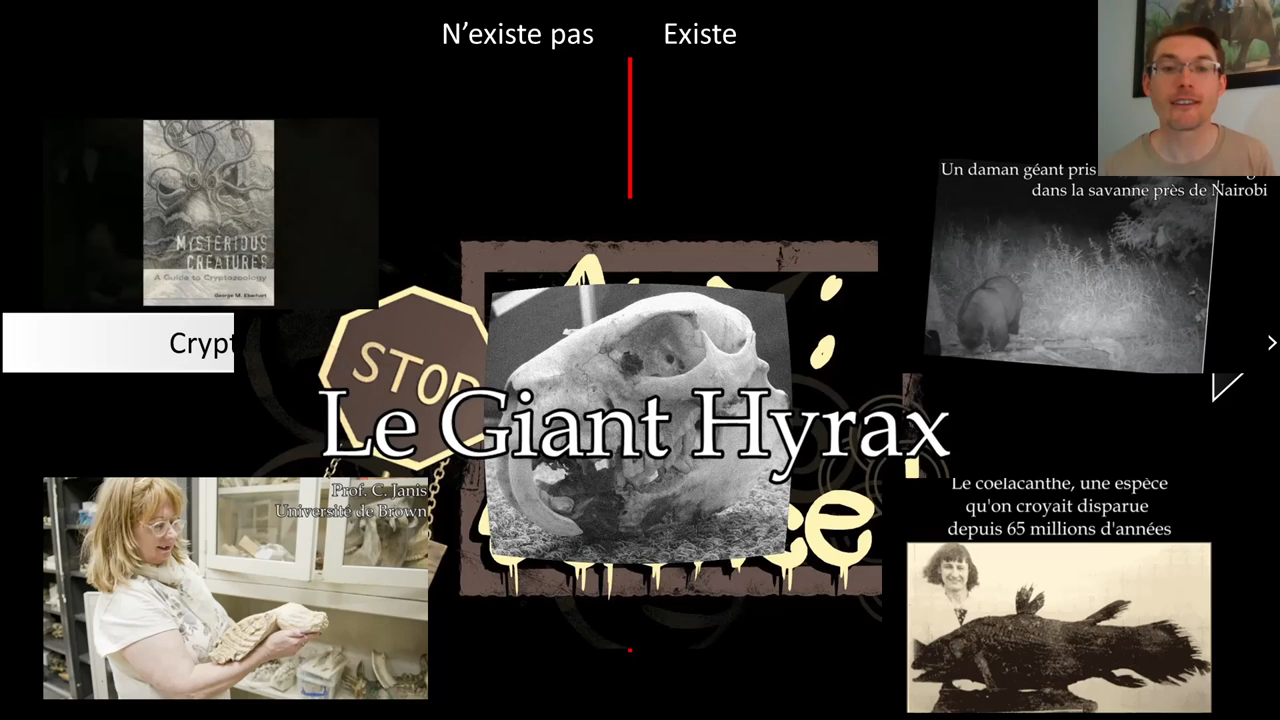 N’existe pas
Existe
MYSTERIOUS
CREATURES
A Guide to Cryptozoology
George M. Eberhart
Un daman géant pris
dans la savanne près de Nairobi
Crypt
STOP
Le Giant Hyrax
Prof. C. Janis
Université de Brown
Le coelacanthe, une espèce
qu'on croyait disparue
depuis 65 millions d'années